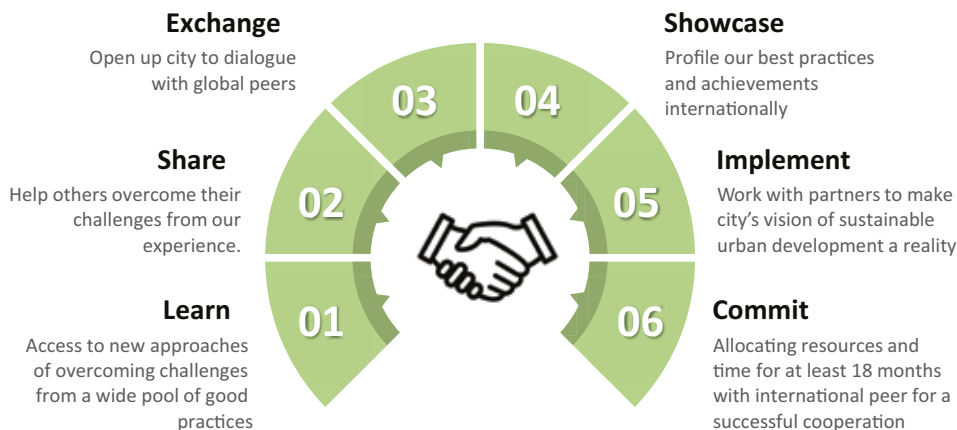 Exchange
Open up city to dialogue
with global peers
Share
Help others overcome their
challenges from our
experience.
Learn
Access to new approaches
of overcoming challenges
from a wide pool of good
practices
01
02
03
04
05
06
Showcase
Profile our best practices
and achievements
internationally
Implement
Work with partners to make
city’s vision of sustainable
urban development a reality
Commit
Allocating resources and
time for at least 18 months
with international peer for a
successful cooperation